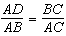 AD/AB = BC/AC